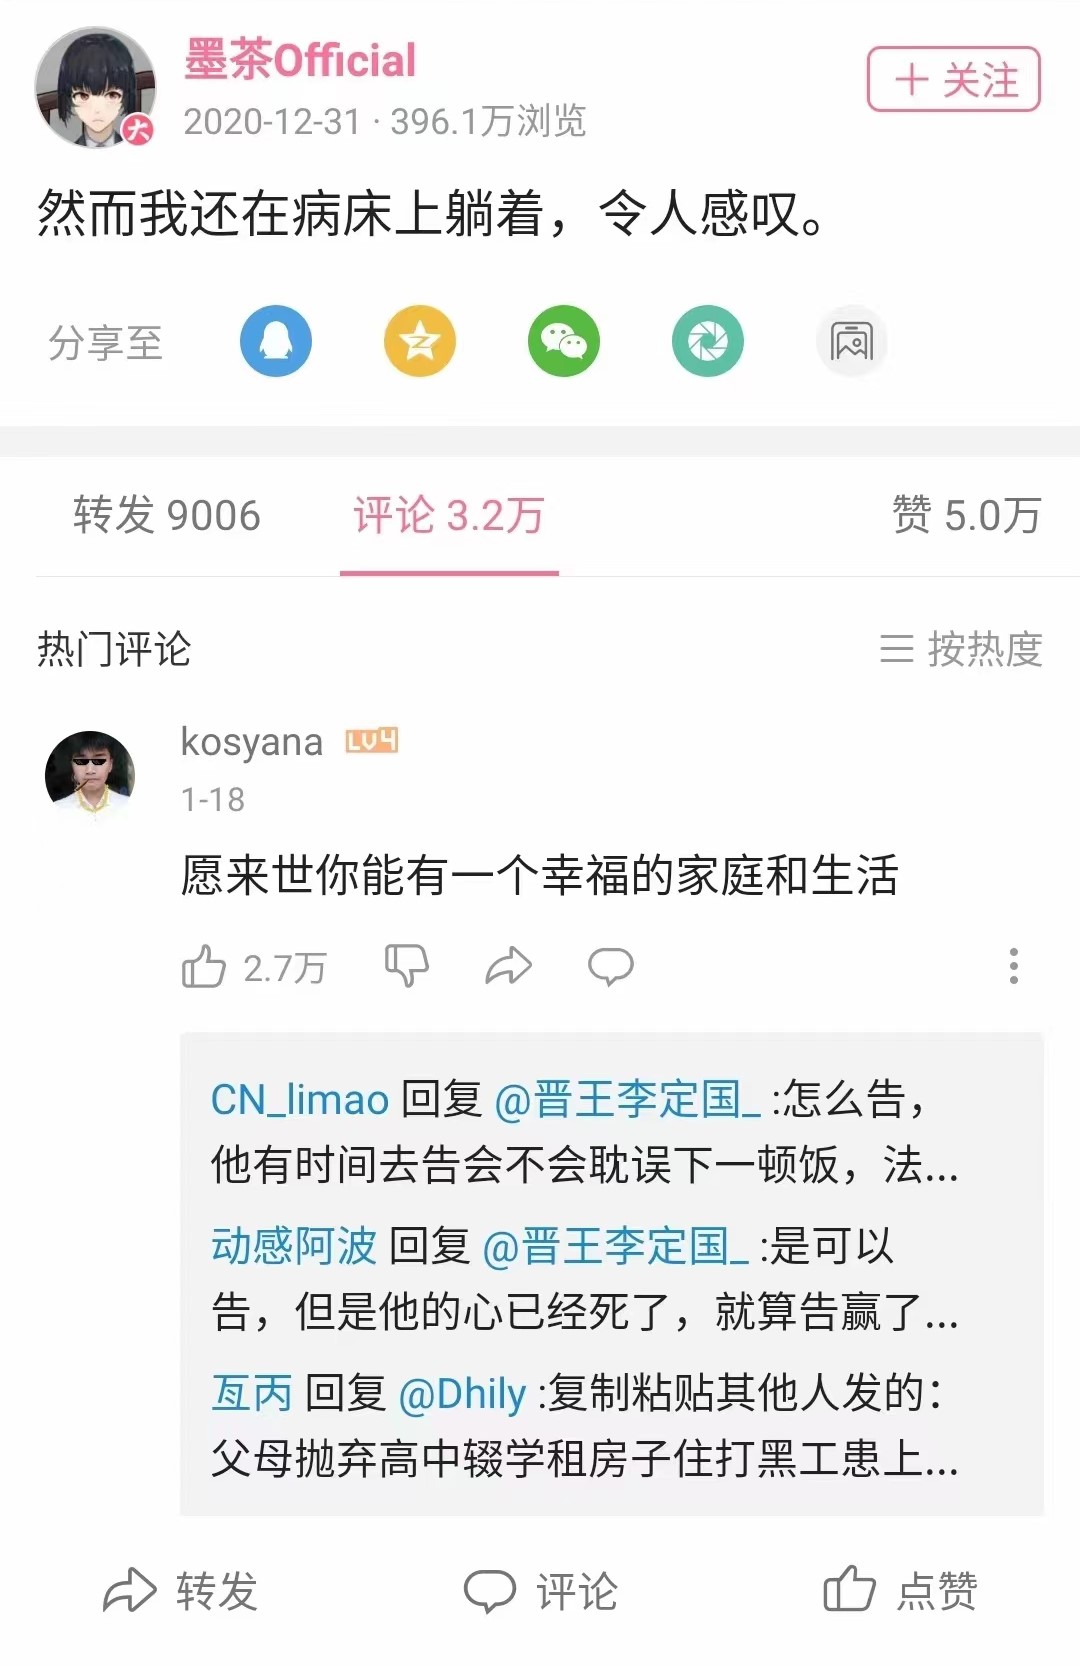 墨茶Official
2020-12-31 · 396.1万浏览
+ 关注
大
然而我还在病床上躺着，令人感叹。
分享至
转发 9006 评论 3.2万 赞 5.0万
热门评论 按热度
kosyana LV4
1-18
愿来世你能有一个幸福的家庭和生活
2.7万
CN_limao 回复 @晋王李定国_ :怎么告，
他有时间去告会不会耽误下一顿饭，法...
动感阿波 回复 @晋王李定国_ :是可以
告，但是他的心已经死了，就算告赢了...
亙丙 回复 @Dhily :复制粘贴其他人发的：
父母抛弃高中辍学租房子住打黑工患上...
转发 评论 点赞